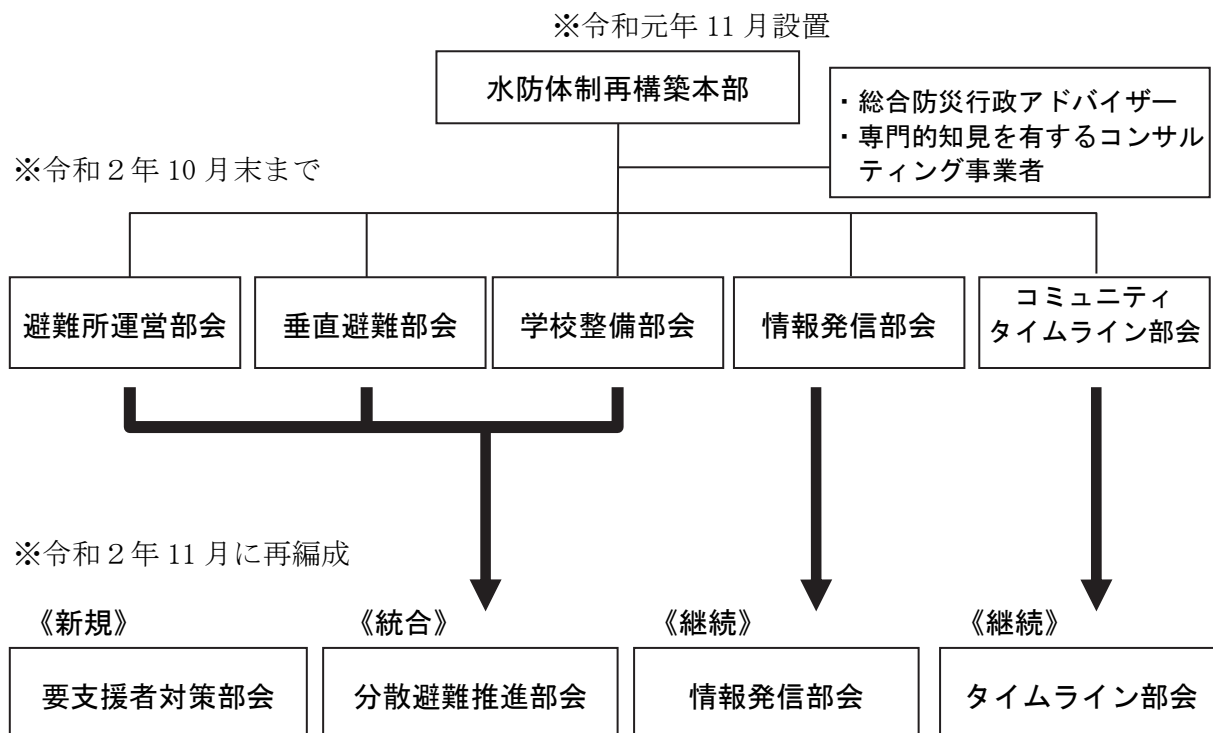 ※令和元年 11 月設置
水防体制再構築本部
・総合防災行政アドバイザー
・専門的知見を有するコンサル
ティング事業者
※令和２年 10 月末まで
避難所運営部会
垂直避難部会
学校整備部会
情報発信部会
コミュニティ
タイムライン部会
※令和２年 11 月に再編成
《新規》
《統合》
《継続》
《継続》
要支援者対策部会
分散避難推進部会
情報発信部会
タイムライン部会